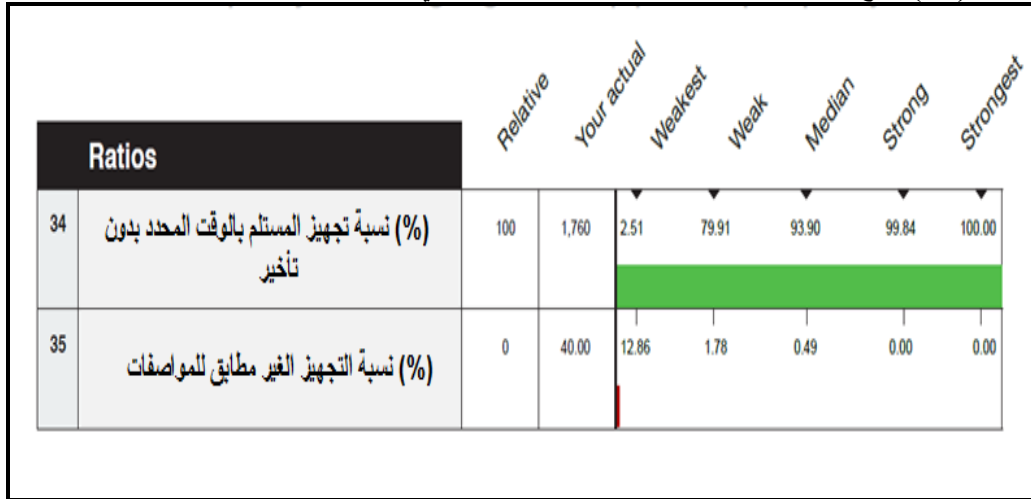 Relative Your actual Weakest Weak Median Strong Strongest
Ratios
34 (%) نسبة تجهيز المستلم بالوقت المحدد بدون 100 1,760 2.51 79.91 93.90 99.84 100.00
تأخير
35 (%) نسبة التجهيز الغير مطابق للمواصفات 0 40.00 12.86 1.78 0.49 0.00 0.00